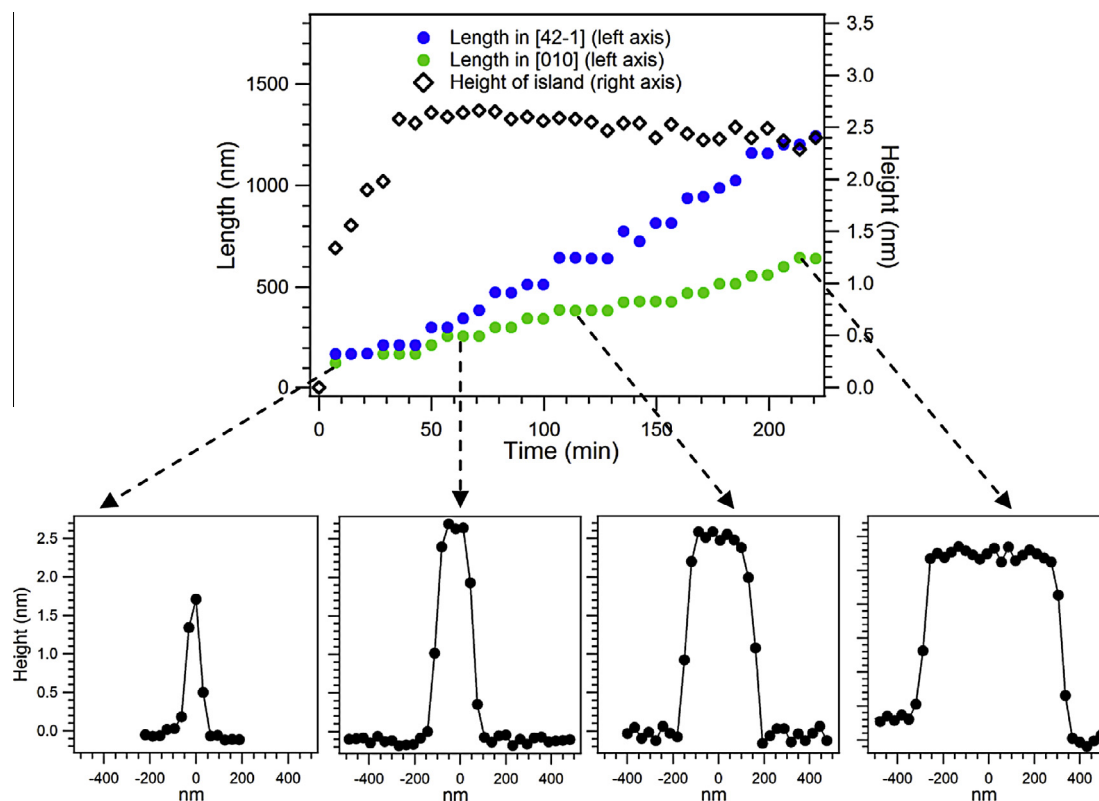 Length in [42-1] (left axis)
Length in [010] (left axis)
Height of island (right axis)
Length (nm)
1500
1000
500
0
Height (nm)
3.5
3.0
2.5
2.0
1.5
1.0
0.5
0.0
0 50 100 150 200
Time (min)
Height (nm)
2.5
2.0
1.5
1.0
0.5
0.0
-400 -200 0 200 400
nm
-400 -200 0 200 400
nm
-400 -200 0 200 400
nm
-400 -200 0 200 400
nm